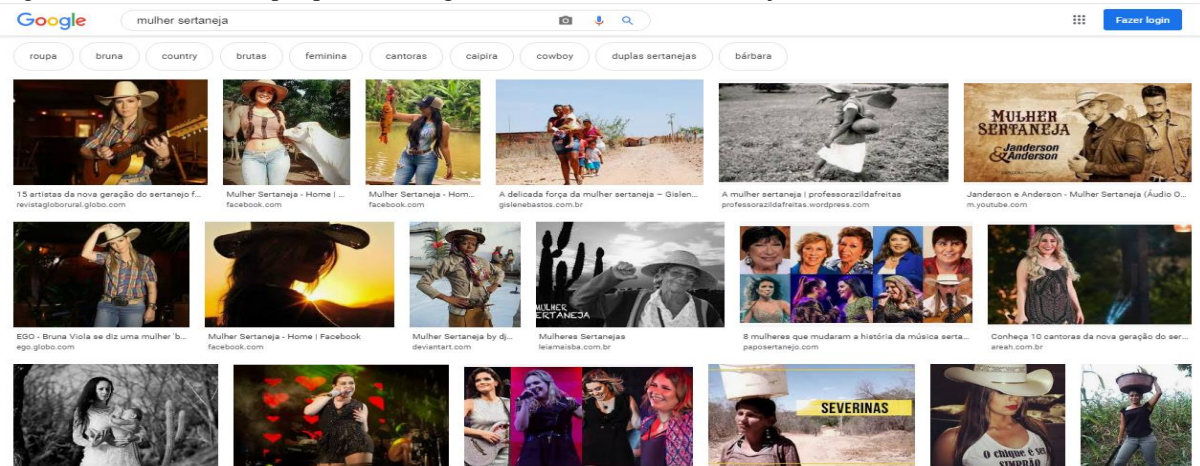 Google
mulher sertaneja
Fazer login
roupa
bruna
country
brutas
feminina
cantoras
caipira
cowboy
duplas sertanejas
bárbara
MULHER
SERTANEJA
Janderson
& Anderson
15 artistas da nova geração do sertanejo f...
revistagloborural.globo.com
Mulher Sertaneja - Home | ...
facebook.com
Mulher Sertaneja - Hom...
facebook.com
A delicada força da mulher sertaneja – Gislen...
gislenebastos.com.br
A mulher sertaneja | professorazildafreitas
professorazildafreitas.wordpress.com
Janderson e Anderson - Mulher Sertaneja (Áudio O...
m.youtube.com
MULHER
SERTANEJA
EGO - Bruna Viola se diz uma mulher 'b...
ego.globo.com
Mulher Sertaneja - Home | Facebook
facebook.com
Mulher Sertaneja by dj...
deviantart.com
Mulheres Sertanejas
leiamaisba.com.br
8 mulheres que mudaram a história da música serta...
paposertanejo.com
Conheça 10 cantoras da nova geração do ser...
areah.com.br
SEVERINAS
O chique é ser
SIMPRÃO